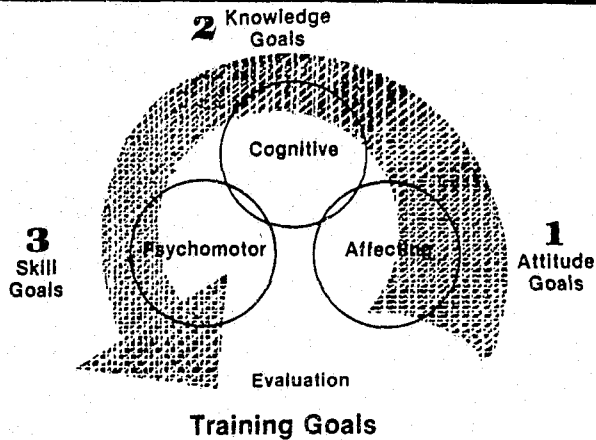 2 Knowledge
Goals
Cognitive
3
Skill
Goals
Psychomotor
Affecting
1
Attitude
Goals
Evaluation
Training Goals